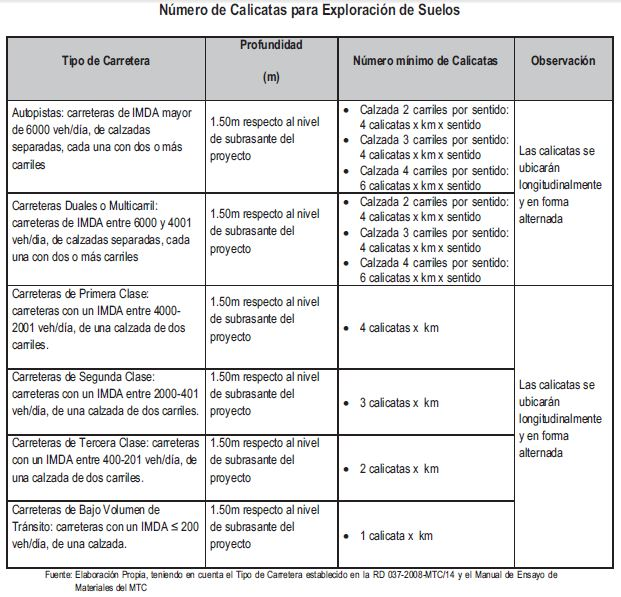 Número de Calicatas para Exploración de Suelos
Tipo de Carretera
Profundidad
(m)
Número mínimo de Calicatas
Observación
Autopistas: carreteras de IMDA mayor
de 6000 veh/día, de calzadas
separadas, cada una con dos o más
carriles
1.50m respecto al nivel
de subrasante del
proyecto
• Calzada 2 carriles por sentido:
4 calicatas x km x sentido
• Calzada 3 carriles por sentido:
4 calicatas x km x sentido
• Calzada 4 carriles por sentido:
6 calicatas x km x sentido
Las calicatas se
ubicarán
longitudinalmente
y en forma
alternada
Carreteras Duales o Multicarril:
carreteras de IMDA entre 6000 y 4001
veh/dia, de calzadas separadas, cada
una con dos o más carriles
1.50m respecto al nivel
de subrasante del
proyecto
• Calzada 2 carriles por sentido:
4 calicatas x km x sentido
• Calzada 3 carriles por sentido:
4 calicatas x km x sentido
• Calzada 4 carriles por sentido:
6 calicatas x km x sentido
Carreteras de Primera Clase:
carreteras con un IMDA entre 4000-
2001 veh/día, de una calzada de dos
carriles.
1.50m respecto al nivel
de subrasante del
proyecto
• 4 calicatas x km
Las calicatas se
ubicarán
longitudinalmente
y en forma
alternada
Carreteras de Segunda Clase:
carreteras con un IMDA entre 2000-401
veh/día, de una calzada de dos carriles.
1.50m respecto al nivel
de subrasante del
proyecto
• 3 calicatas x km
Carreteras de Tercera Clase: carreteras
con un IMDA entre 400-201 veh/día, de
una calzada de dos carriles.
1.50m respecto al nivel
de subrasante del
proyecto
• 2 calicatas x km
Carreteras de Bajo Volumen de
Tránsito: carreteras con un IMDA ≤ 200
veh/día, de una calzada.
1.50m respecto al nivel
de subrasante del
proyecto
• 1 calicata x km
Fuente: Elaboración Propia, teniendo en cuenta el Tipo de Carretera establecido en la RD 037-2008-MTC/14 y el Manual de Ensayo de
Materiales del MTC